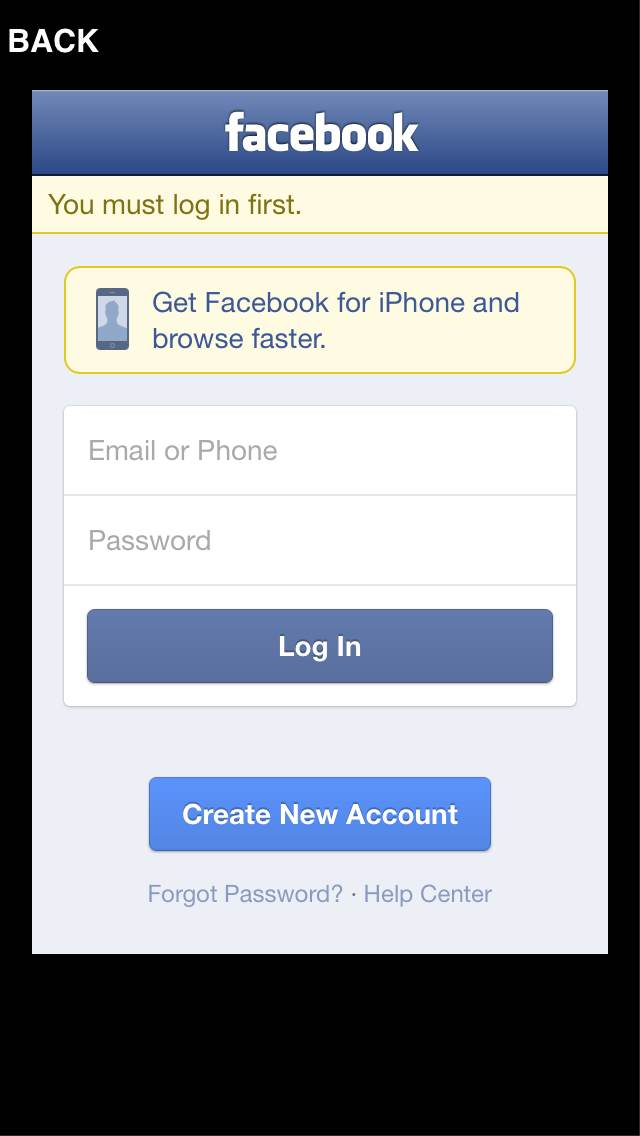 BACK
facebook
You must log in first.
Get Facebook for iPhone and
browse faster.
Email or Phone
Password
Log In
Create New Account
Forgot Password? · Help Center